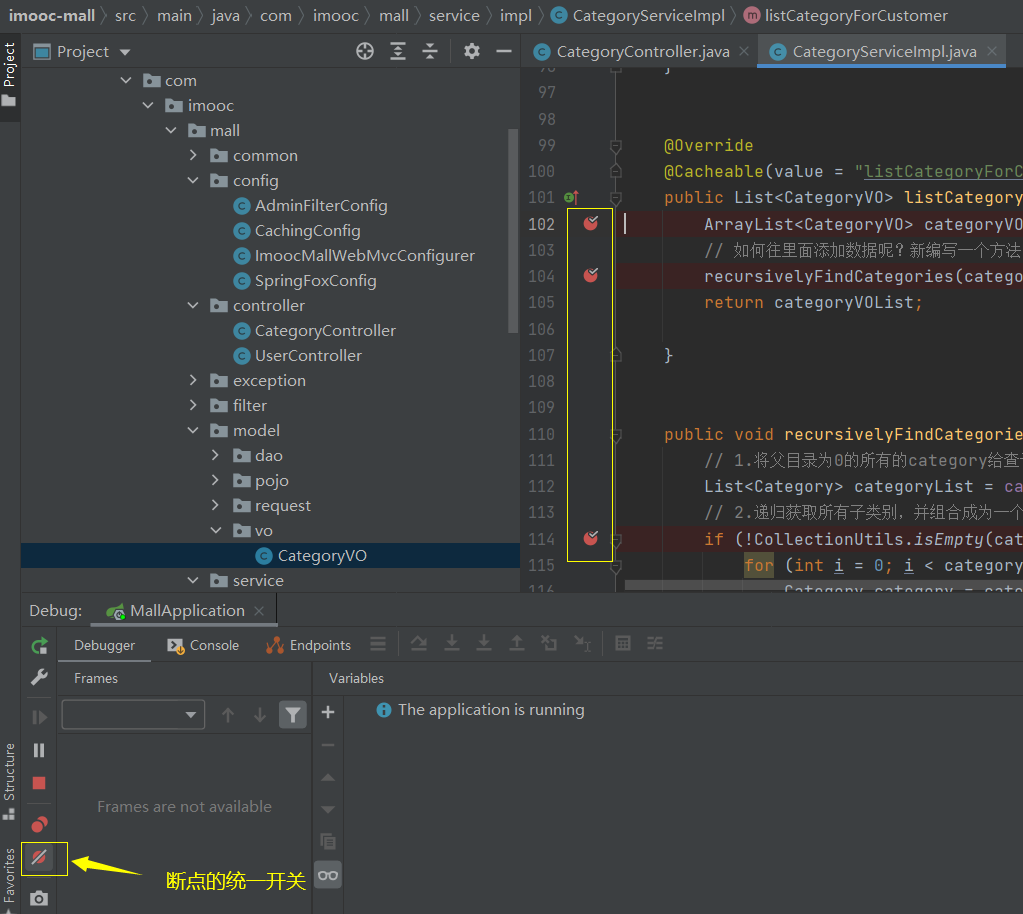 imooc-mall src main java com imooc mall service impl CategoryServiceImpl listCategoryForCustomer
Project
Project
CategoryController.java
CategoryServiceImpl.java
com
imooc
mall
common
config
AdminFilterConfig
CachingConfig
ImoocMallWebMvcConfigurer
SpringFoxConfig
controller
CategoryController
UserController
exception
filter
model
dao
pojo
request
vo
CategoryVO
service
96 }
97
98
99 @Override
100 @Cacheable(value = "listCategoryForC
101 public List<CategoryVO> listCategory
102 ArrayList<CategoryVO> categoryVO
103 // 如何往里面添加数据呢?新编写一个方法
104 recursivelyFindCategories(catego
105 return categoryVOList;
106
107 }
108
109
110 public void recursivelyFindCategorie
111 // 1.将父目录为0的所有的category给查
112 List<Category> categoryList = ca
113 // 2.递归获取所有子类别,并组合成为一个
114 if (!CollectionUtils.isEmpty(cat
115 for (int i = 0; i < category
116 Category category = cate
Debug: MallApplication
Debugger Console Endpoints
Frames
Variables
The application is running
Frames are not available
断点的统一开关
Structure
Favorites